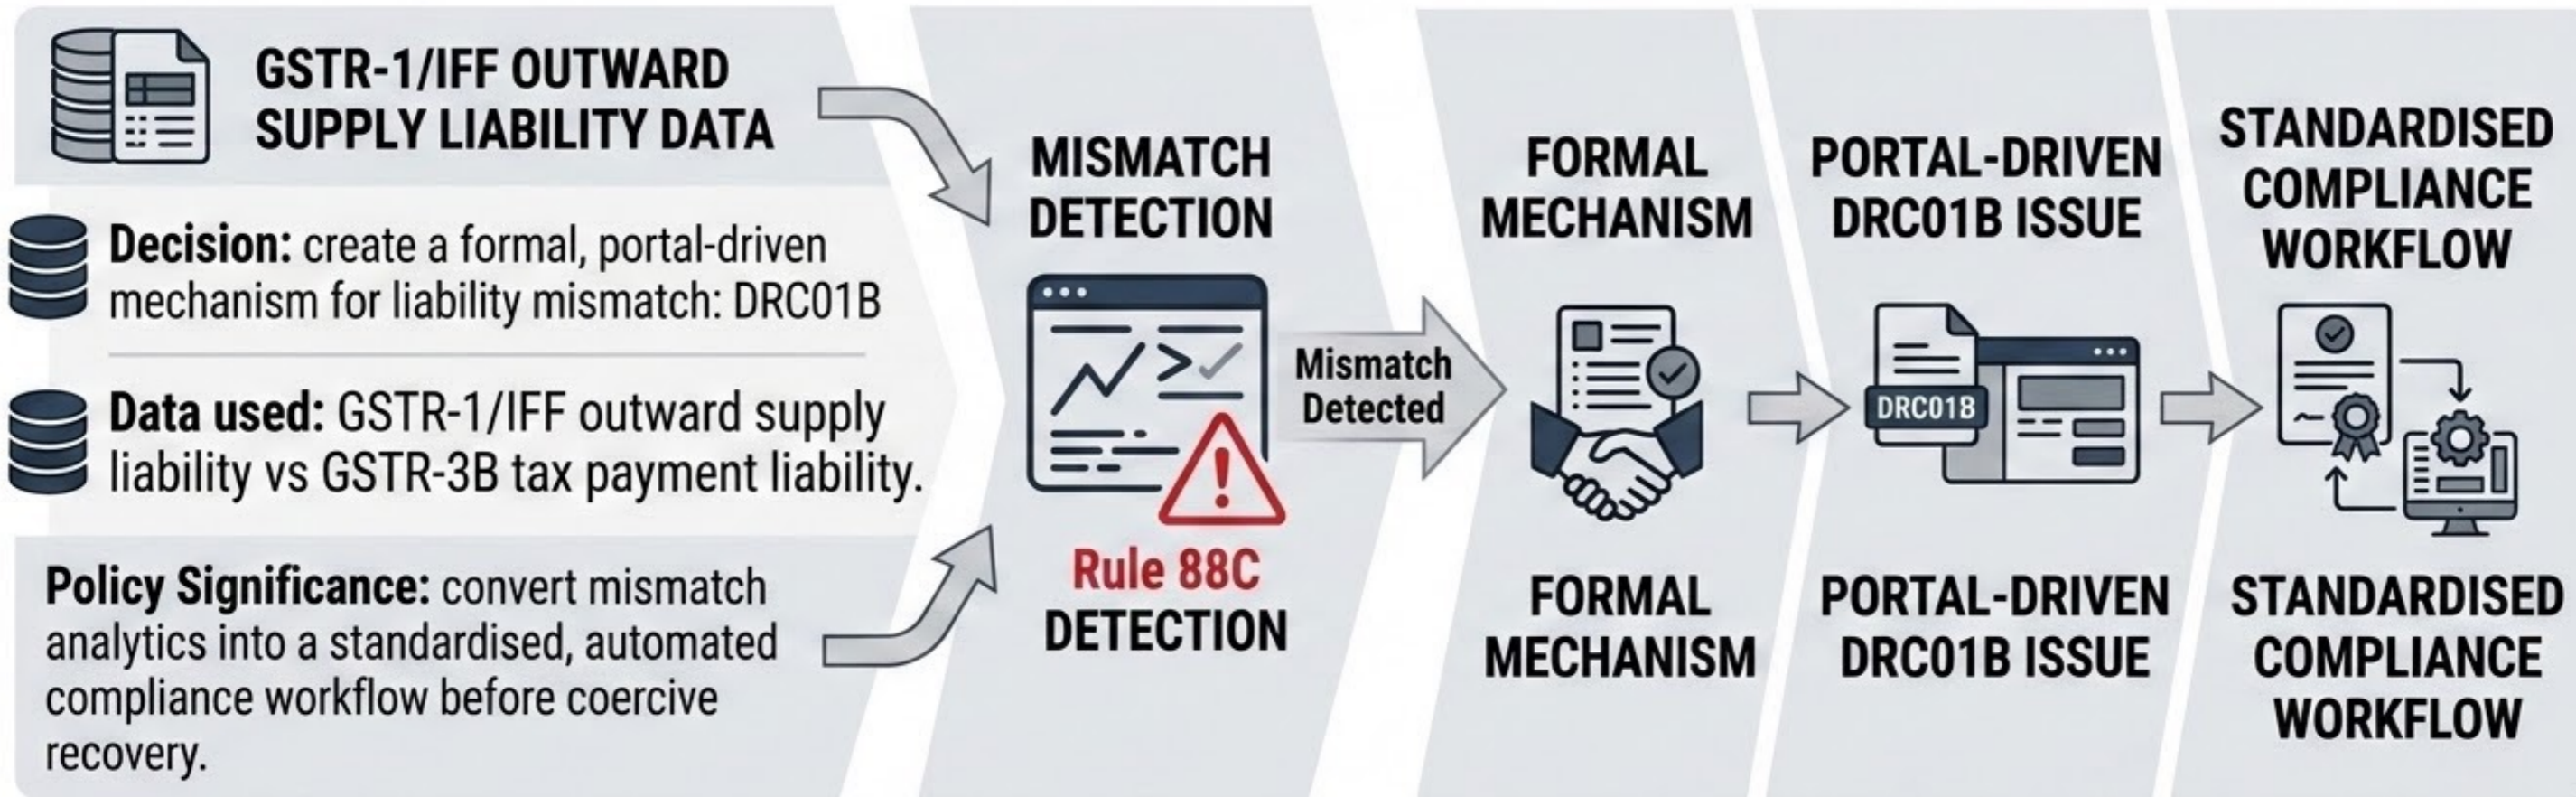 GSTR-1/IFF OUTWARD
SUPPLY LIABILITY DATA
Decision: create a formal, portal-driven
mechanism for liability mismatch: DRC01B
Data used: GSTR-1/IFF outward supply
liability vs GSTR-3B tax payment liability.
Policy Significance: convert mismatch
analytics into a standardised, automated
compliance workflow before coercive
recovery.
MISMATCH
DETECTION
Rule 88C
DETECTION
Mismatch
Detected
FORMAL
MECHANISM
FORMAL
MECHANISM
PORTAL-DRIVEN
DRC01B ISSUE
DRC01B
PORTAL-DRIVEN
DRC01B ISSUE
STANDARDISED
COMPLIANCE
WORKFLOW
STANDARDISED
COMPLIANCE
WORKFLOW